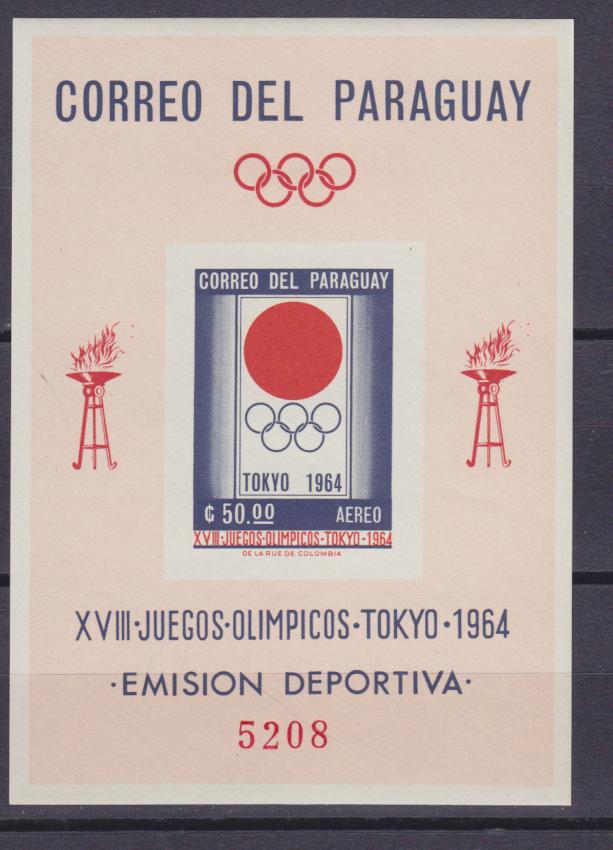 CORREO DEL PARAGUAY
CORREO DEL PARAGUAY
TOKYO 1964
₲ 50.00 AEREO
XVIII·JUEGOS·OLIMPICOS·TOKYO·1964
DE LA RUE DE COLOMBIA
XVIII·JUEGOS·OLIMPICOS·TOKYO·1964
·EMISION DEPORTIVA·
5208